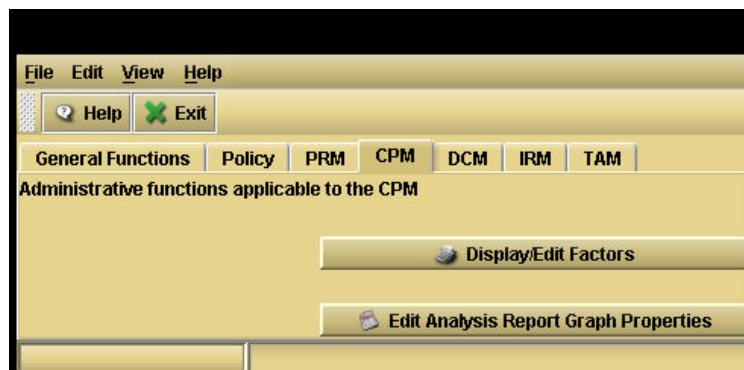 File Edit View Help
Help Exit
General Functions Policy PRM CPM DCM IRM TAM
Administrative functions applicable to the CPM
Display/Edit Factors
Edit Analysis Report Graph Properties